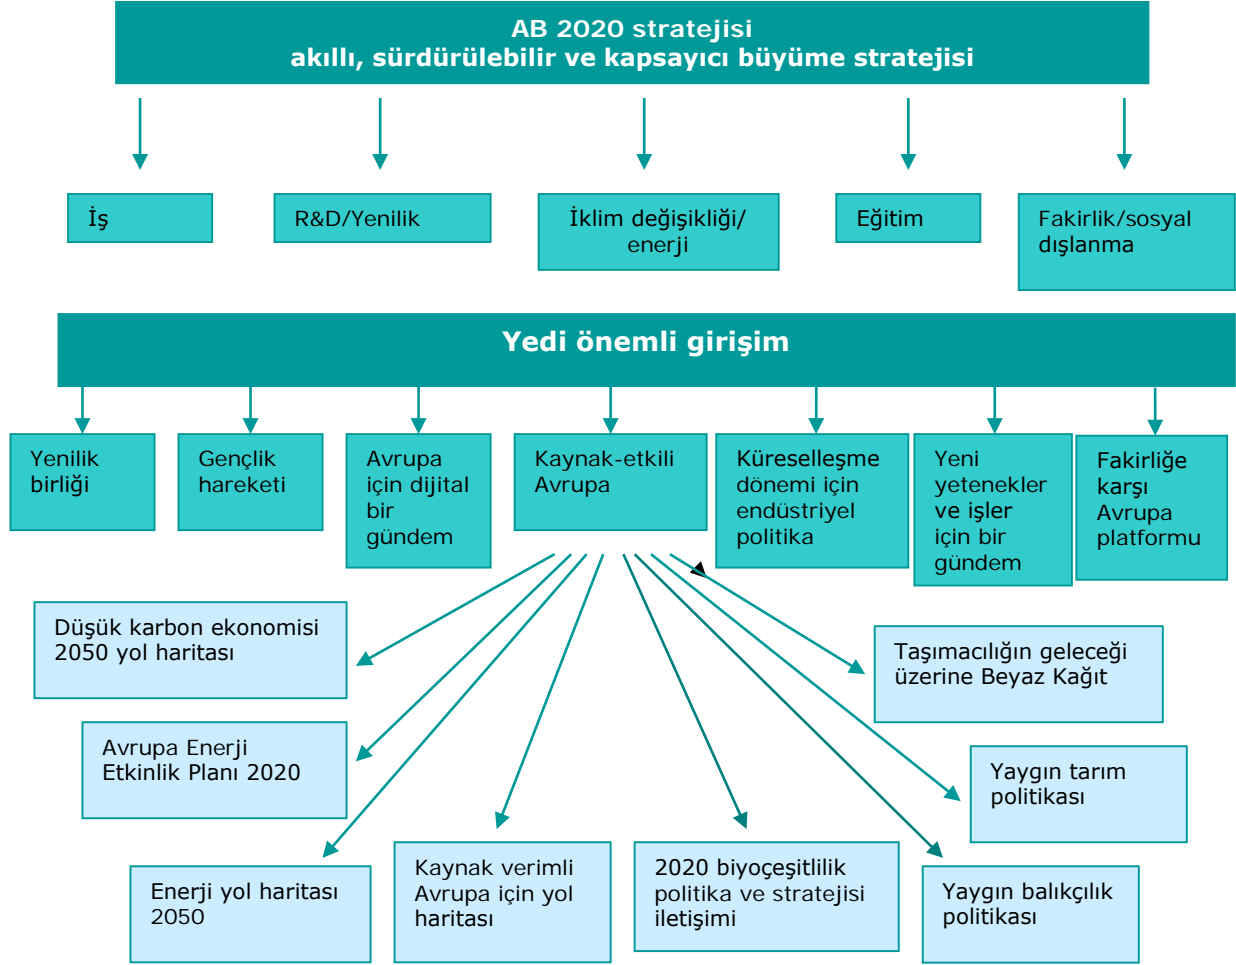 AB 2020 stratejisi
akıllı, sürdürülebilir ve kapsayıcı büyüme stratejisi
İş
R&D/Yenilik
İklim değişikliği/
enerji
Eğitim
Fakirlik/sosyal
dışlanma
Yedi önemli girişim
Yenilik
birliği
Gençlik
hareketi
Avrupa
için dijital
bir
gündem
Kaynak-etkili
Avrupa
Küreselleşme
dönemi için
endüstriyel
politika
Yeni
yetenekler
ve işler
için bir
gündem
Fakirliğe
karşı
Avrupa
platformu
Düşük karbon ekonomisi
2050 yol haritası
Taşımacılığın geleceği
üzerine Beyaz Kağıt
Avrupa Enerji
Etkinlik Planı 2020
Yaygın tarım
politikası
Enerji yol haritası
2050
Kaynak verimli
Avrupa için yol
haritası
2020 biyoçeşitlilik
politika ve stratejisi
iletişimi
Yaygın balıkçılık
politikası